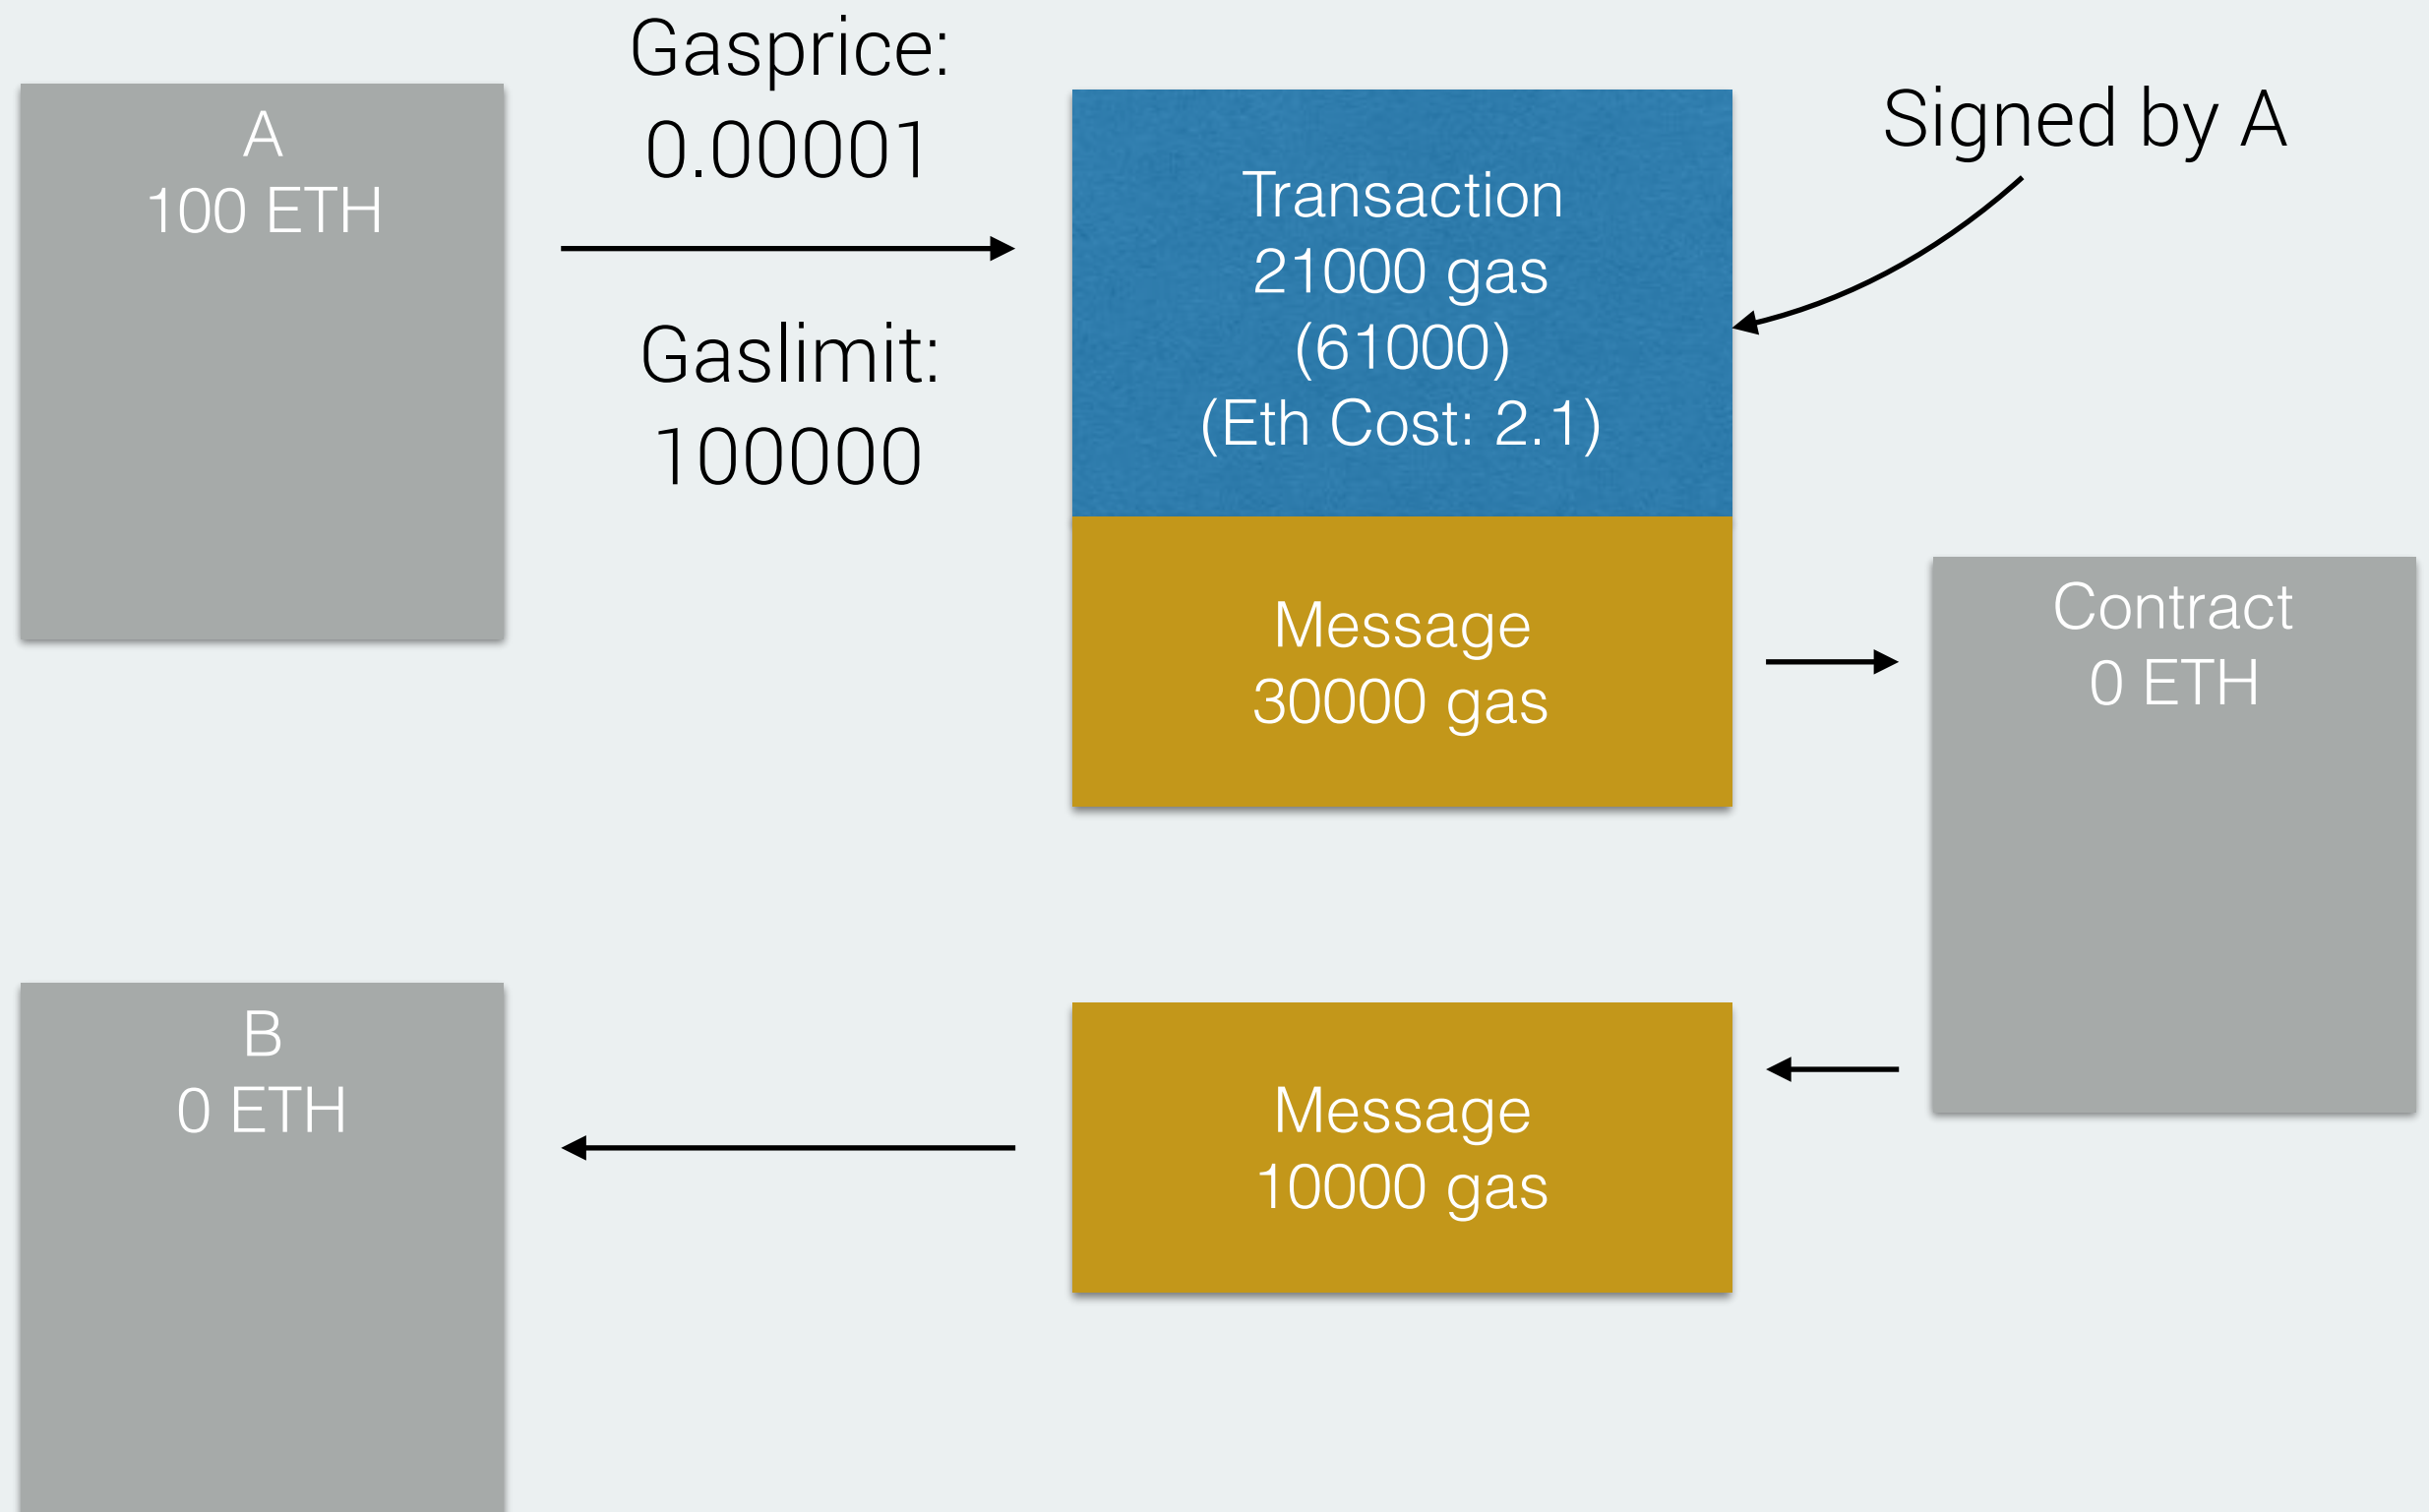 A
100 ETH
Gasprice:
0.00001
Gaslimit:
100000
Transaction
21000 gas
(61000)
(Eth Cost: 2.1)
Signed by A
Message
30000 gas
Contract
0 ETH
B
0 ETH
Message
10000 gas